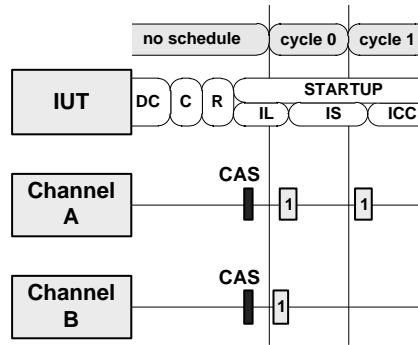 no schedule cycle 0 cycle 1
IUT
DC C R STARTUP
IL IS ICC
Channel
A
CAS
1 1
Channel
B
CAS
1